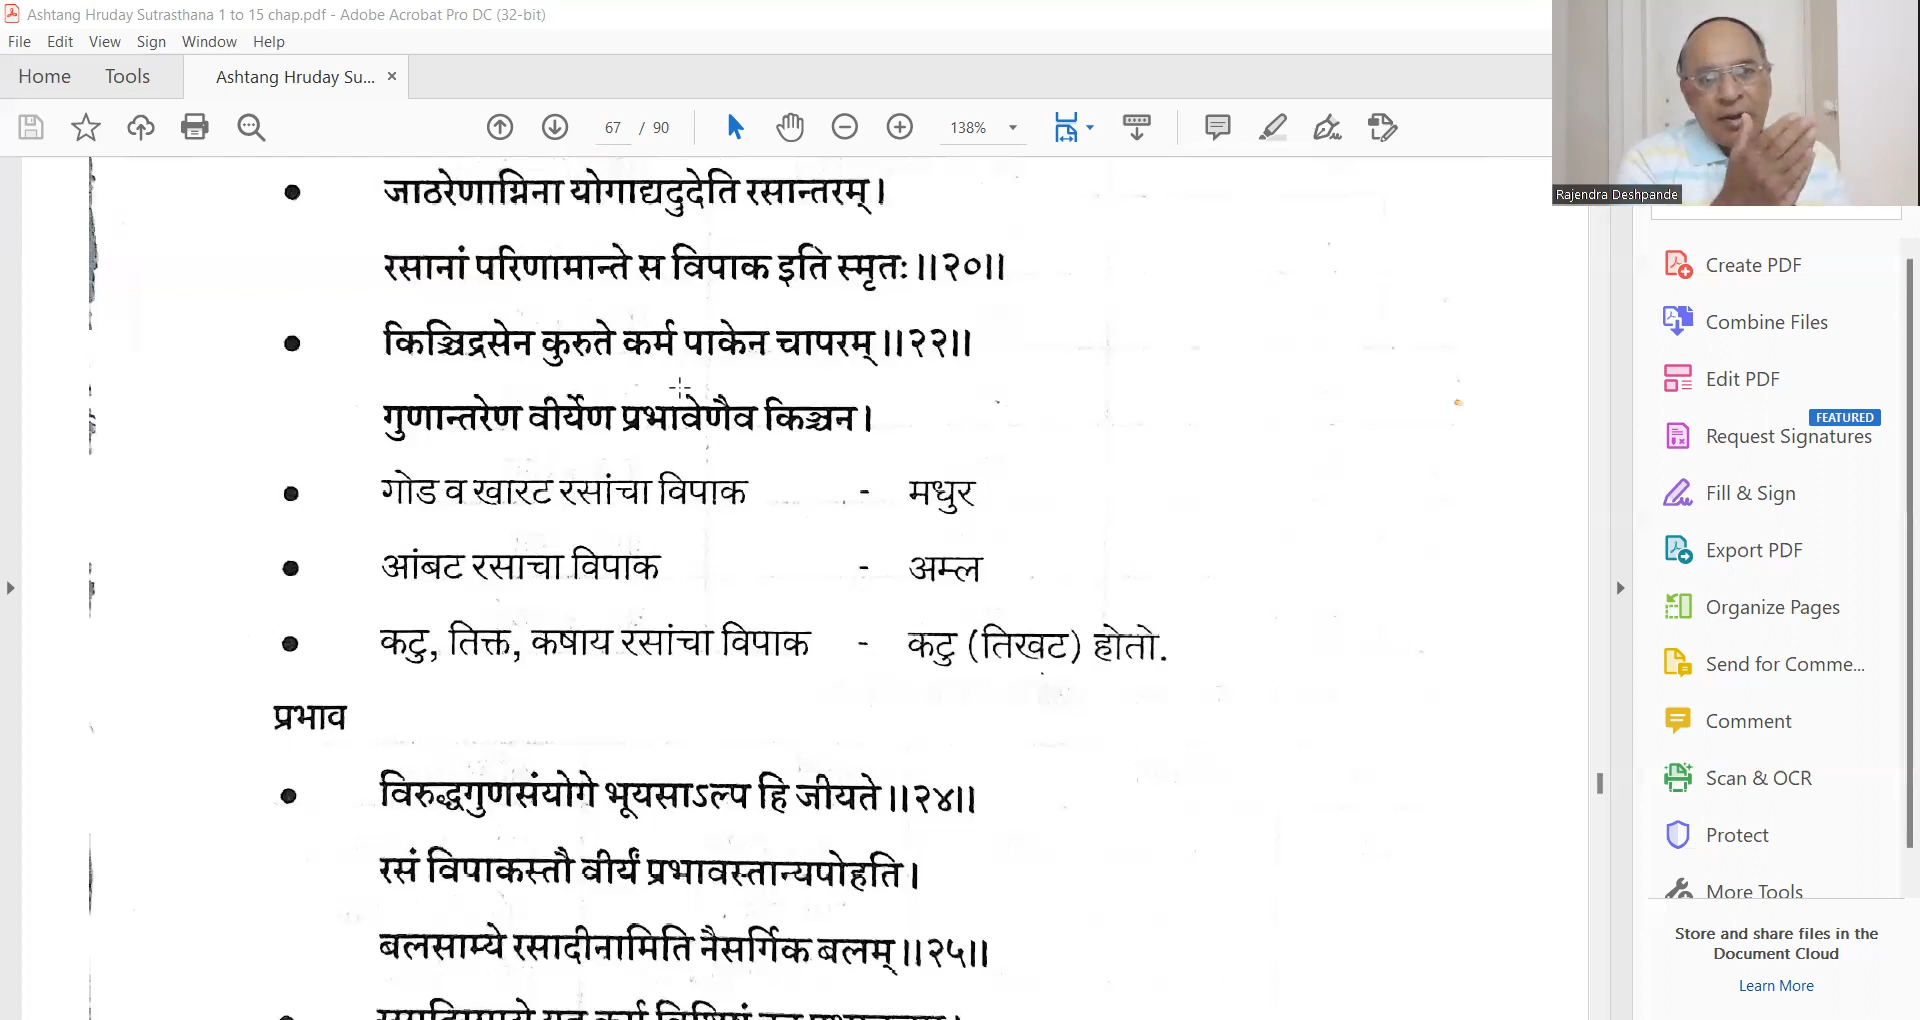 Ashtang Hruday Sutrasthana 1 to 15 chap.pdf - Adobe Acrobat Pro DC (32-bit)
File Edit View Sign Window Help
Home Tools Ashtang Hruday Su... ×
67 / 90 138%
Rajendra Deshpande
जाठरेणाग्निना योगाद्यदुदेति रसान्तरम्।
रसानां परिणामान्ते स विपाक इति स्मृतः।।२०।।
किञ्चिद्रसेन कुरुते कर्म पाकेन चापरम्।।२२।।
गुणान्तरेण वीर्येण प्रभावेणैव किञ्चन।
गोड व खारट रसांचा विपाक - मधुर
आंबट रसाचा विपाक - अम्ल
कटु, तिक्त, कषाय रसांचा विपाक - कटु (तिखट) होतो.
प्रभाव
विरुद्धगुणसंयोगे भूयसाऽल्प हि जीयते।।२४।।
रसं विपाकस्तौ वीर्यं प्रभावस्तान्यपोहति।
बलसाम्ये रसादीनामिति नैसर्गिक बलम्।।२५।।
Create PDF
Combine Files
Edit PDF
FEATURED
Request Signatures
Fill & Sign
Export PDF
Organize Pages
Send for Comme...
Comment
Scan & OCR
Protect
More Tools
Store and share files in the
Document Cloud
Learn More